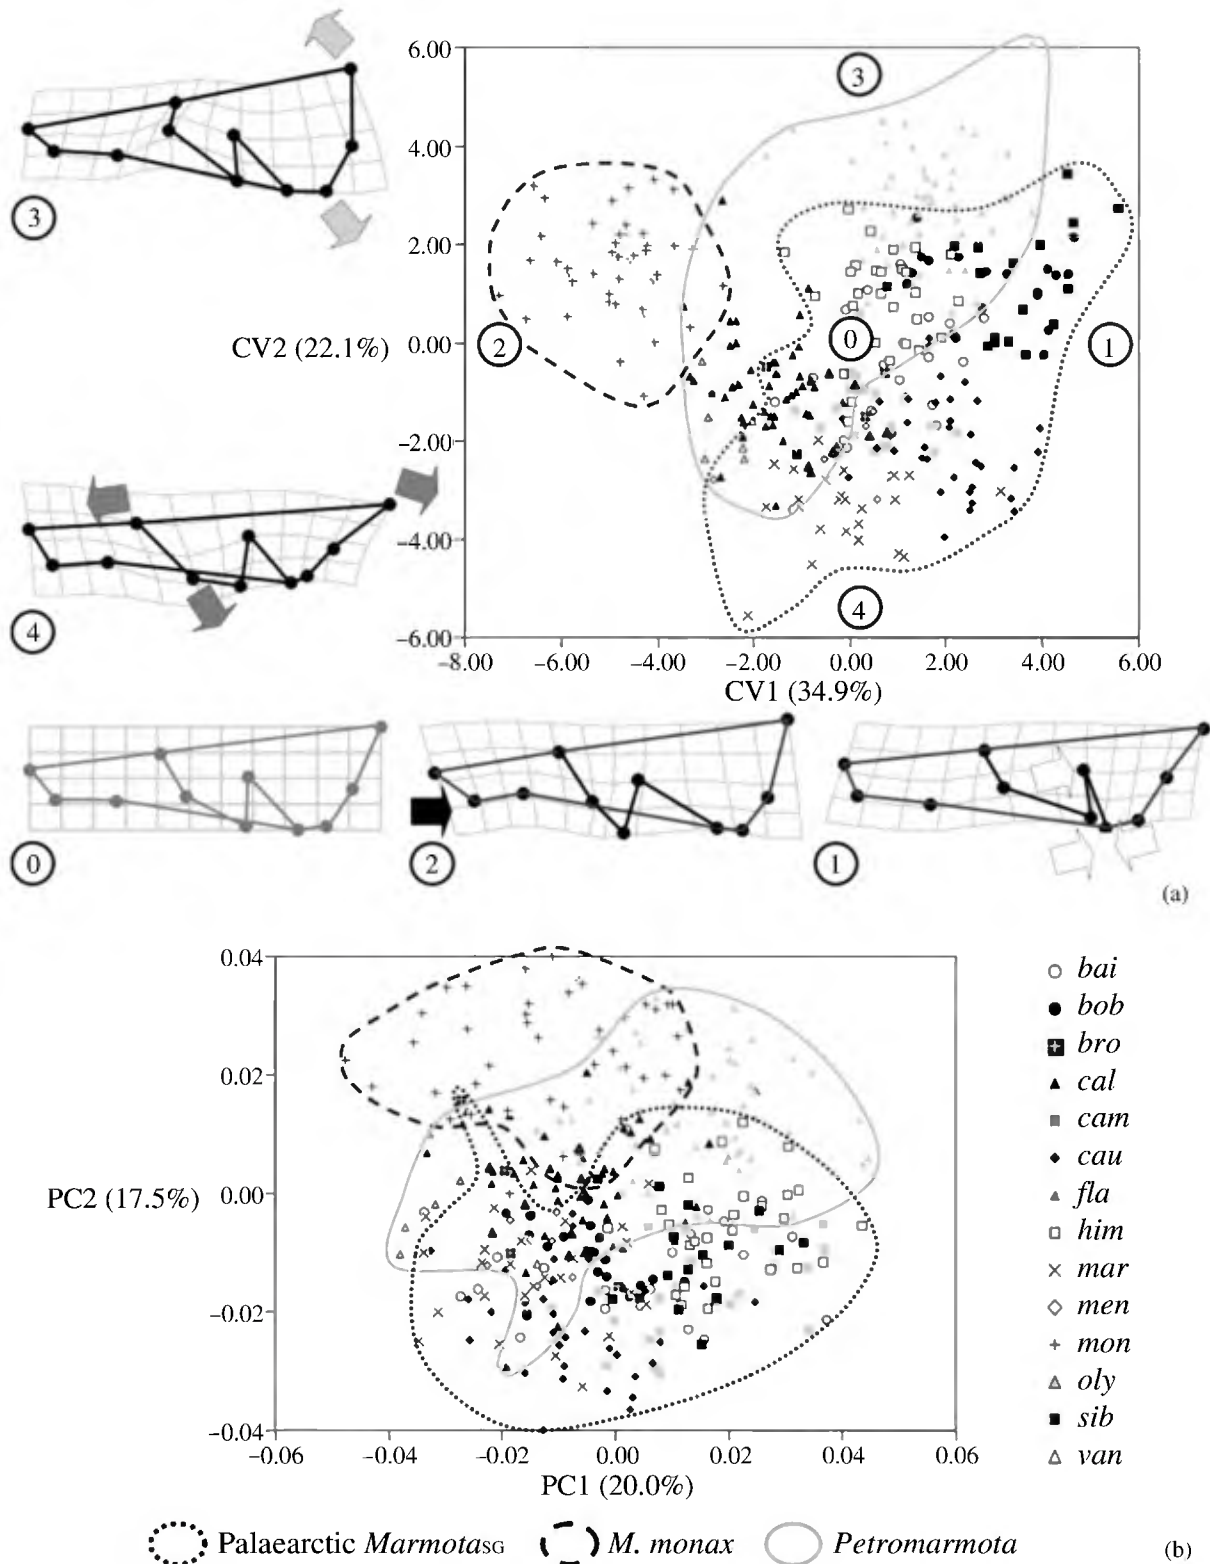 6.00
4.00
2.00
0.00
−2.00
−4.00
−6.00
CV2 (22.1%)
−8.00 −6.00 −4.00 −2.00 0.00 2.00 4.00 6.00
CV1 (34.9%)
3
2
0
1
4
3
4
0
2
1
(a)
0.04
0.02
0.00
−0.02
−0.04
PC2 (17.5%)
−0.06 −0.04 −0.02 0.00 0.02 0.04 0.06
PC1 (20.0%)
bai
bob
bro
cal
cam
cau
fla
him
mar
men
mon
oly
sib
van
Palaearctic MarmotaSG M. monax Petromarmota
(b)